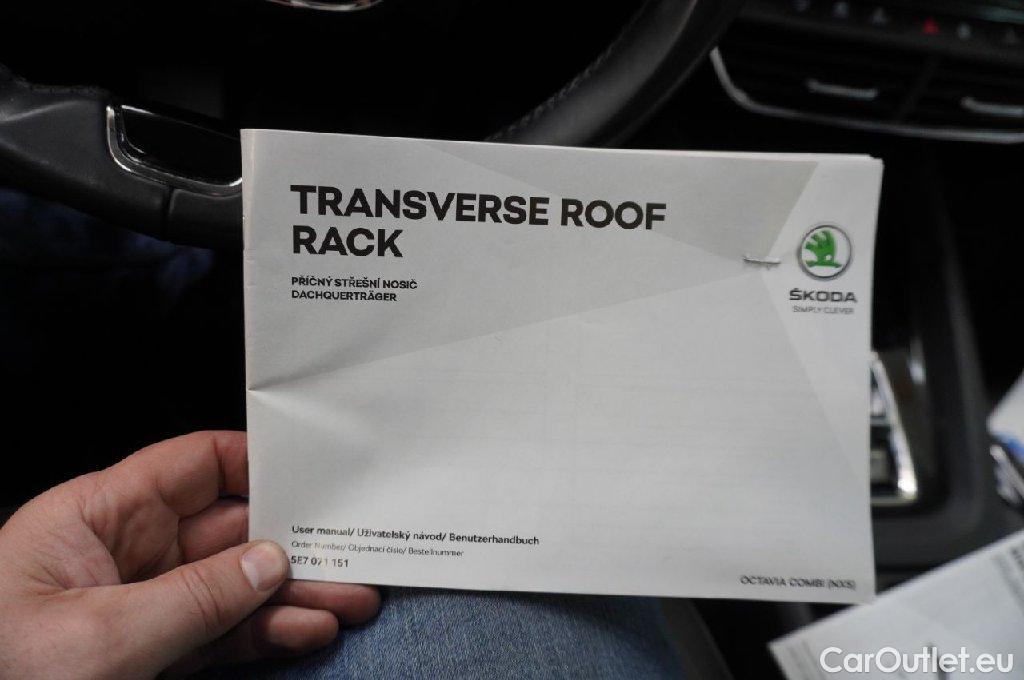 TRANSVERSE ROOF
RACK
PŘÍČNÝ STŘEŠNÍ NOSIČ
DACHQUERTRÄGER
ŠKODA
SIMPLY CLEVER
User manual/ Uživatelský návod/ Benutzerhandbuch
Order Number/ Objednací číslo/ Bestellnummer
5E7 071 151
OCTAVIA COMBI (NX5)
CarOutlet.eu